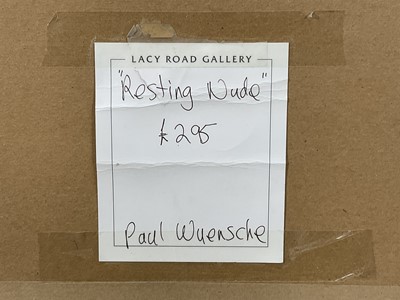 LACY ROAD GALLERY
"Resting Nude"
£295
Paul Wuensche